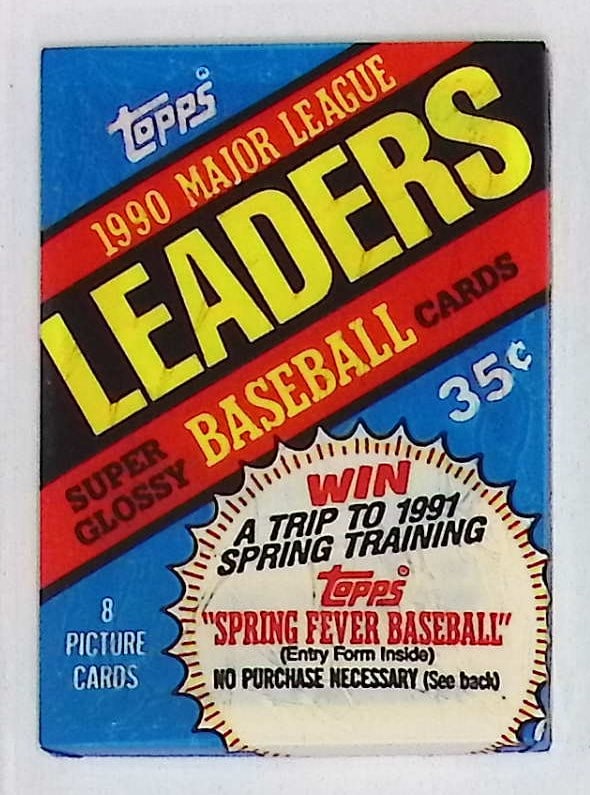 Topps®
1990 MAJOR LEAGUE
LEADERS
SUPER
GLOSSY
BASEBALL
CARDS
35¢
WIN
A TRIP TO 1991
SPRING TRAINING
Topps®
"SPRING FEVER BASEBALL"
(Entry Form Inside)
NO PURCHASE NECESSARY (See back)
8
PICTURE
CARDS